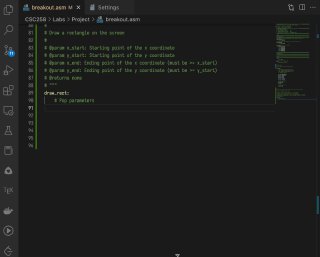 breakout.asm M
Settings
CSC258 > Labs > Project > breakout.asm
80 #
81 # Draw a rectangle on the screen
82 #
83 # @param x_start: Starting point of the x coordinate
84 # @param y_start: Starting point of the y coordinate
85 # @param x_end: Ending point of the x coordinate (must be >= x_start)
86 # @param y_end: Ending point of the y coordinate (must be >= y_start)
87 # @returns none
88 # """
89 draw_rect:
90 # Pop parameters
91
92
93
94
95
96